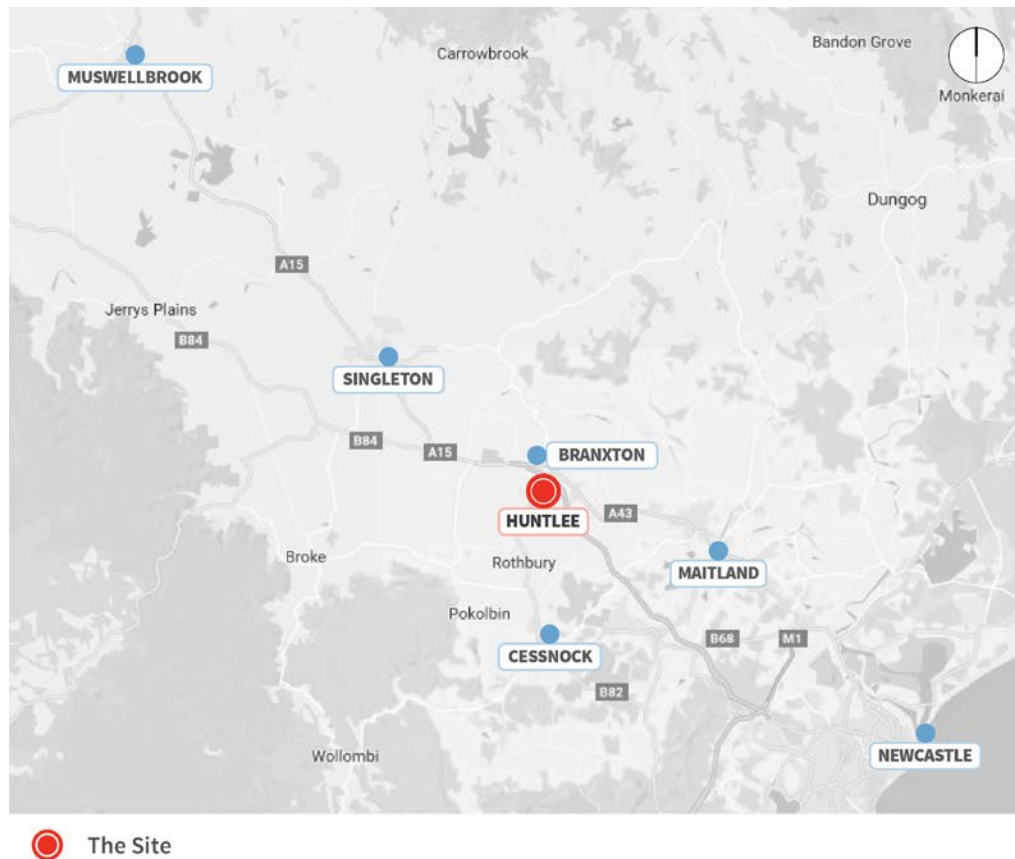 Bandon Grove
Carrowbrook
MUSWELLBROOK
Monkerai
Dungog
A15
Jerrys Plains
B84
SINGLETON
B84
A15
BRANXTON
HUNTLEE
A43
Broke
Rothbury
MAITLAND
Pokolbin
B68
M1
CESSNOCK
B82
Wollombi
NEWCASTLE
The Site